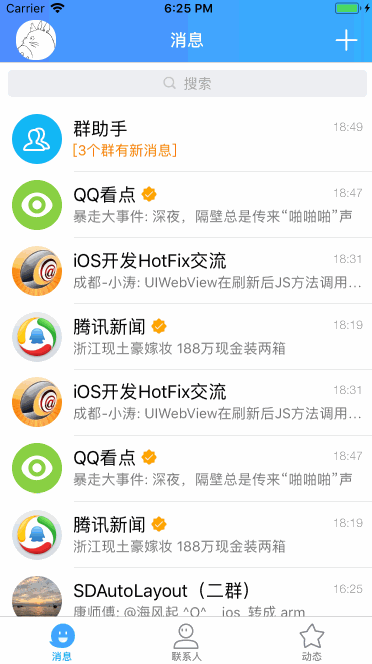 Carrier 6:25 PM
消息
搜索
群助手 18:49
[3个群有新消息]
QQ看点 18:47
暴走大事件: 深夜，隔壁总是传来“啪啪啪”声
iOS开发HotFix交流 18:31
成都-小涛: UIWebView在刷新后JS方法调用...
腾讯新闻 18:19
浙江现土豪嫁妆 188万现金装两箱
iOS开发HotFix交流 18:31
成都-小涛: UIWebView在刷新后JS方法调用...
QQ看点 18:47
暴走大事件: 深夜，隔壁总是传来“啪啪啪”声
腾讯新闻 18:19
浙江现土豪嫁妆 188万现金装两箱
SDAutoLayout（二群） 16:25
康师傅: @海风起 ^O^ ios 转成 arm
消息 联系人 动态